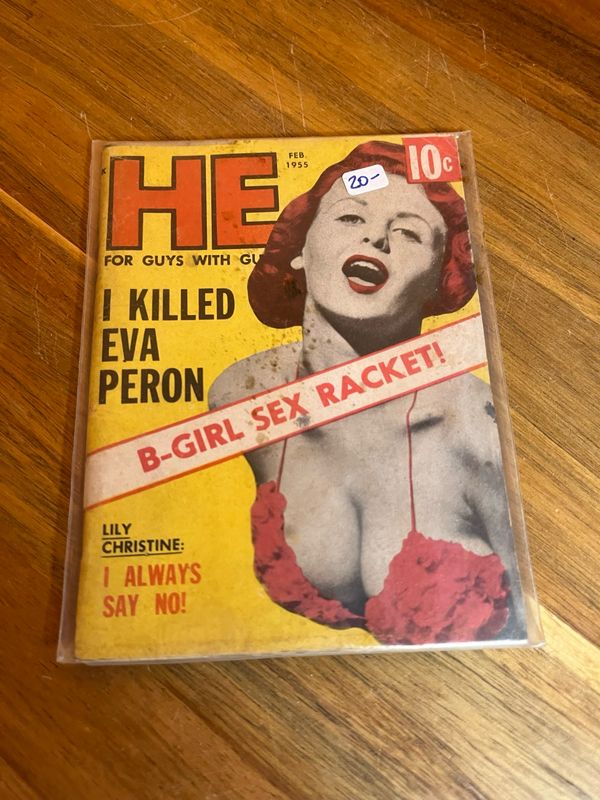 HE
FEB.
1955
10c
20-
FOR GUYS WITH GU
I KILLED
EVA
PERON
B-GIRL SEX RACKET!
LILY
CHRISTINE:
I ALWAYS
SAY NO!